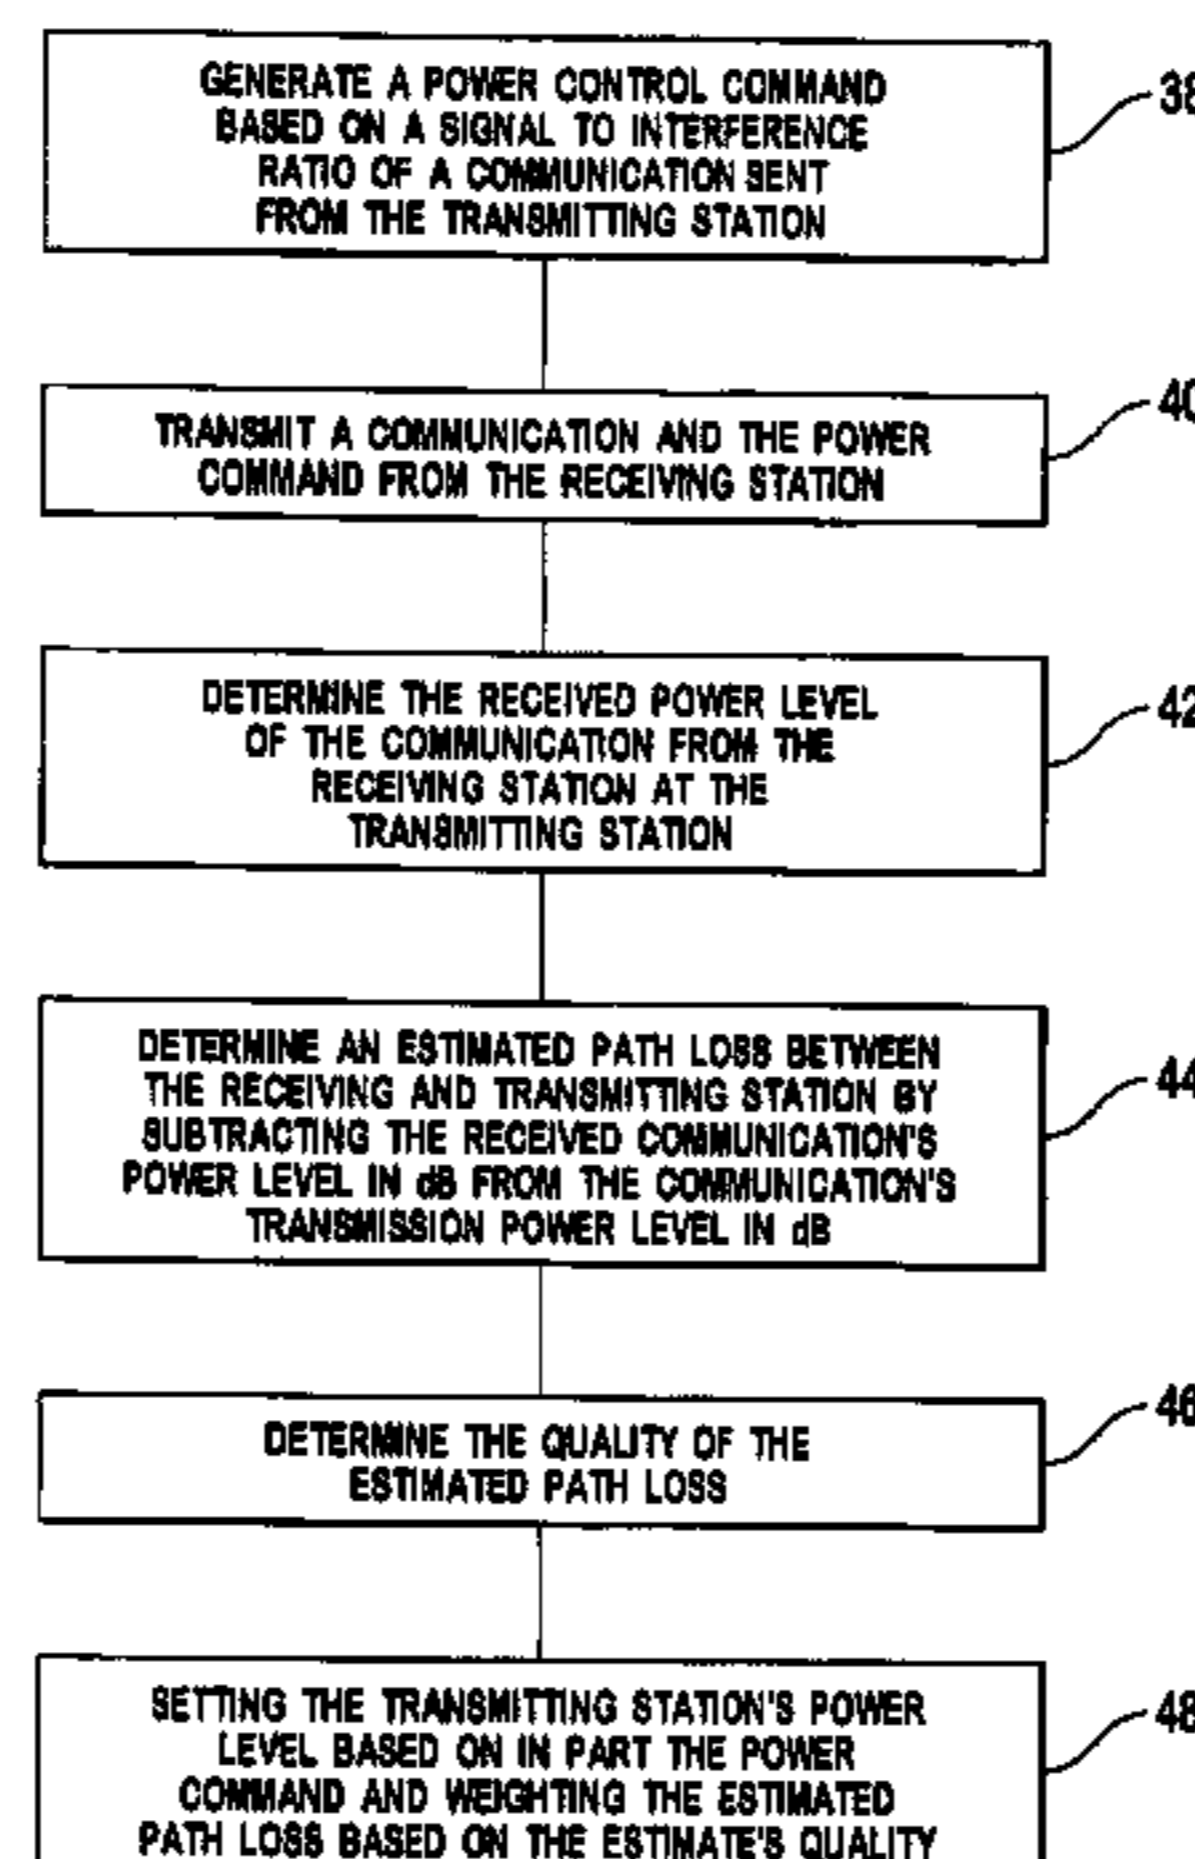 GENERATE A POWER CONTROL COMMAND
BASED ON A SIGNAL TO INTERFERENCE
RATIO OF A COMMUNICATION SENT
FROM THE TRANSMITTING STATION
38
TRANSMIT A COMMUNICATION AND THE POWER
COMMAND FROM THE RECEIVING STATION
40
DETERMINE THE RECEIVED POWER LEVEL
OF THE COMMUNICATION FROM THE
RECEIVING STATION AT THE
TRANSMITTING STATION
42
DETERMINE AN ESTIMATED PATH LOSS BETWEEN
THE RECEIVING AND TRANSMITTING STATION BY
SUBTRACTING THE RECEIVED COMMUNICATION'S
POWER LEVEL IN dB FROM THE COMMUNICATION'S
TRANSMISSION POWER LEVEL IN dB
44
DETERMINE THE QUALITY OF THE
ESTIMATED PATH LOSS
46
SETTING THE TRANSMITTING STATION'S POWER
LEVEL BASED ON IN PART THE POWER
COMMAND AND WEIGHTING THE ESTIMATED
PATH LOSS BASED ON THE ESTIMATE'S QUALITY
48